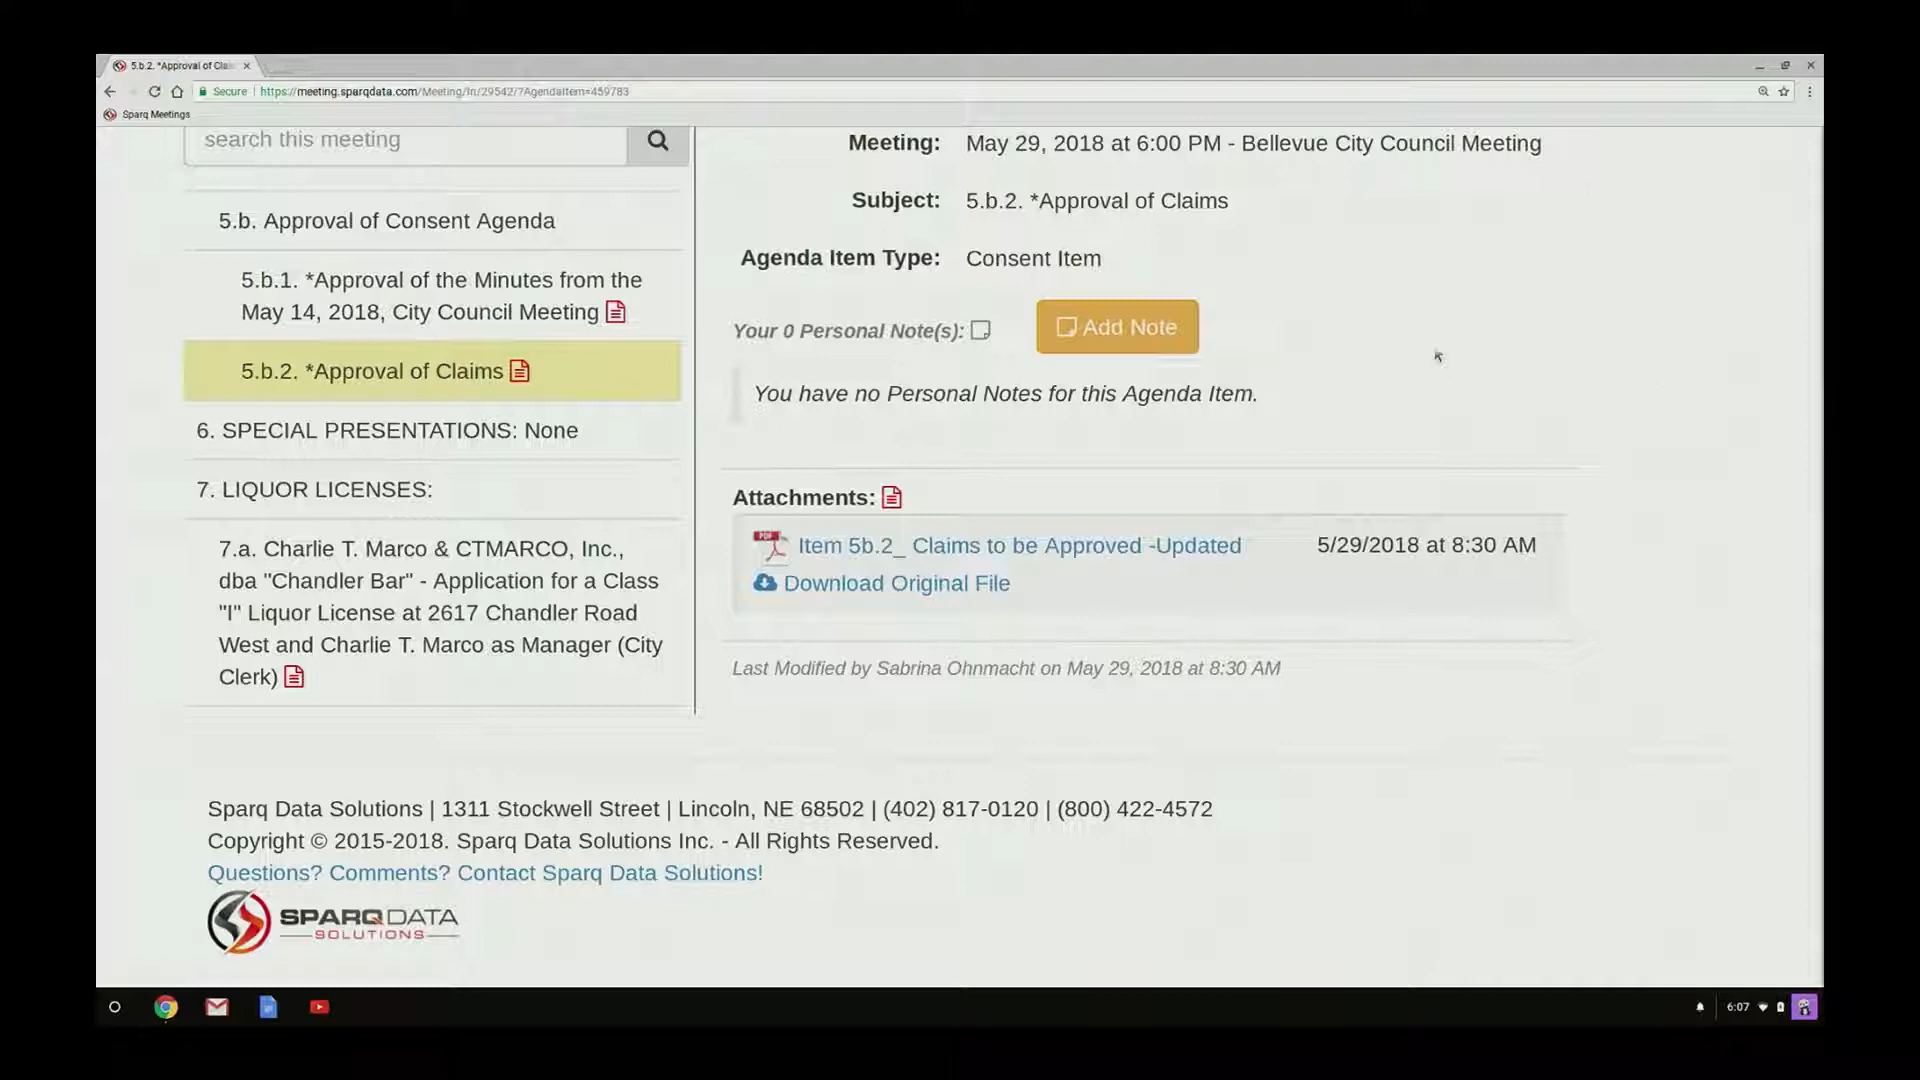 5.b.2. *Approval of Cla
Secure
https://meeting.sparqdata.com/Meeting/In/29542/?AgendaItem=459783
Sparq Meetings
search this meeting
5.b. Approval of Consent Agenda
5.b.1. *Approval of the Minutes from the
May 14, 2018, City Council Meeting
5.b.2. *Approval of Claims
6. SPECIAL PRESENTATIONS: None
7. LIQUOR LICENSES:
7.a. Charlie T. Marco & CTMARCO, Inc.,
dba "Chandler Bar" - Application for a Class
"I" Liquor License at 2617 Chandler Road
West and Charlie T. Marco as Manager (City
Clerk)
Meeting: May 29, 2018 at 6:00 PM - Bellevue City Council Meeting
Subject: 5.b.2. *Approval of Claims
Agenda Item Type: Consent Item
Your 0 Personal Note(s):
Add Note
You have no Personal Notes for this Agenda Item.
Attachments:
PDF
Item 5b.2_ Claims to be Approved -Updated 5/29/2018 at 8:30 AM
Download Original File
Last Modified by Sabrina Ohnmacht on May 29, 2018 at 8:30 AM
Sparq Data Solutions | 1311 Stockwell Street | Lincoln, NE 68502 | (402) 817-0120 | (800) 422-4572
Copyright © 2015-2018. Sparq Data Solutions Inc. - All Rights Reserved.
Questions? Comments? Contact Sparq Data Solutions!
SPARQ DATA
SOLUTIONS
6:07